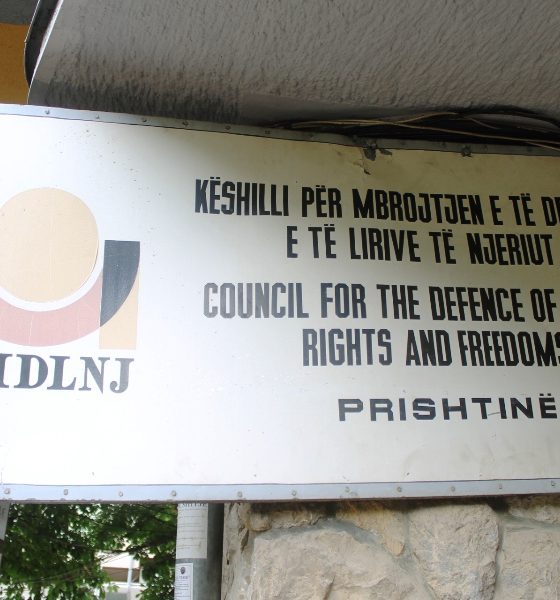 KËSHILLI PËR MBROJTJEN E TË
E TË LIRIVE TË NJERIUT
COUNCIL FOR THE DEFENCE OF
RIGHTS AND FREEDOMS
PRISHTINË
IDLNJ